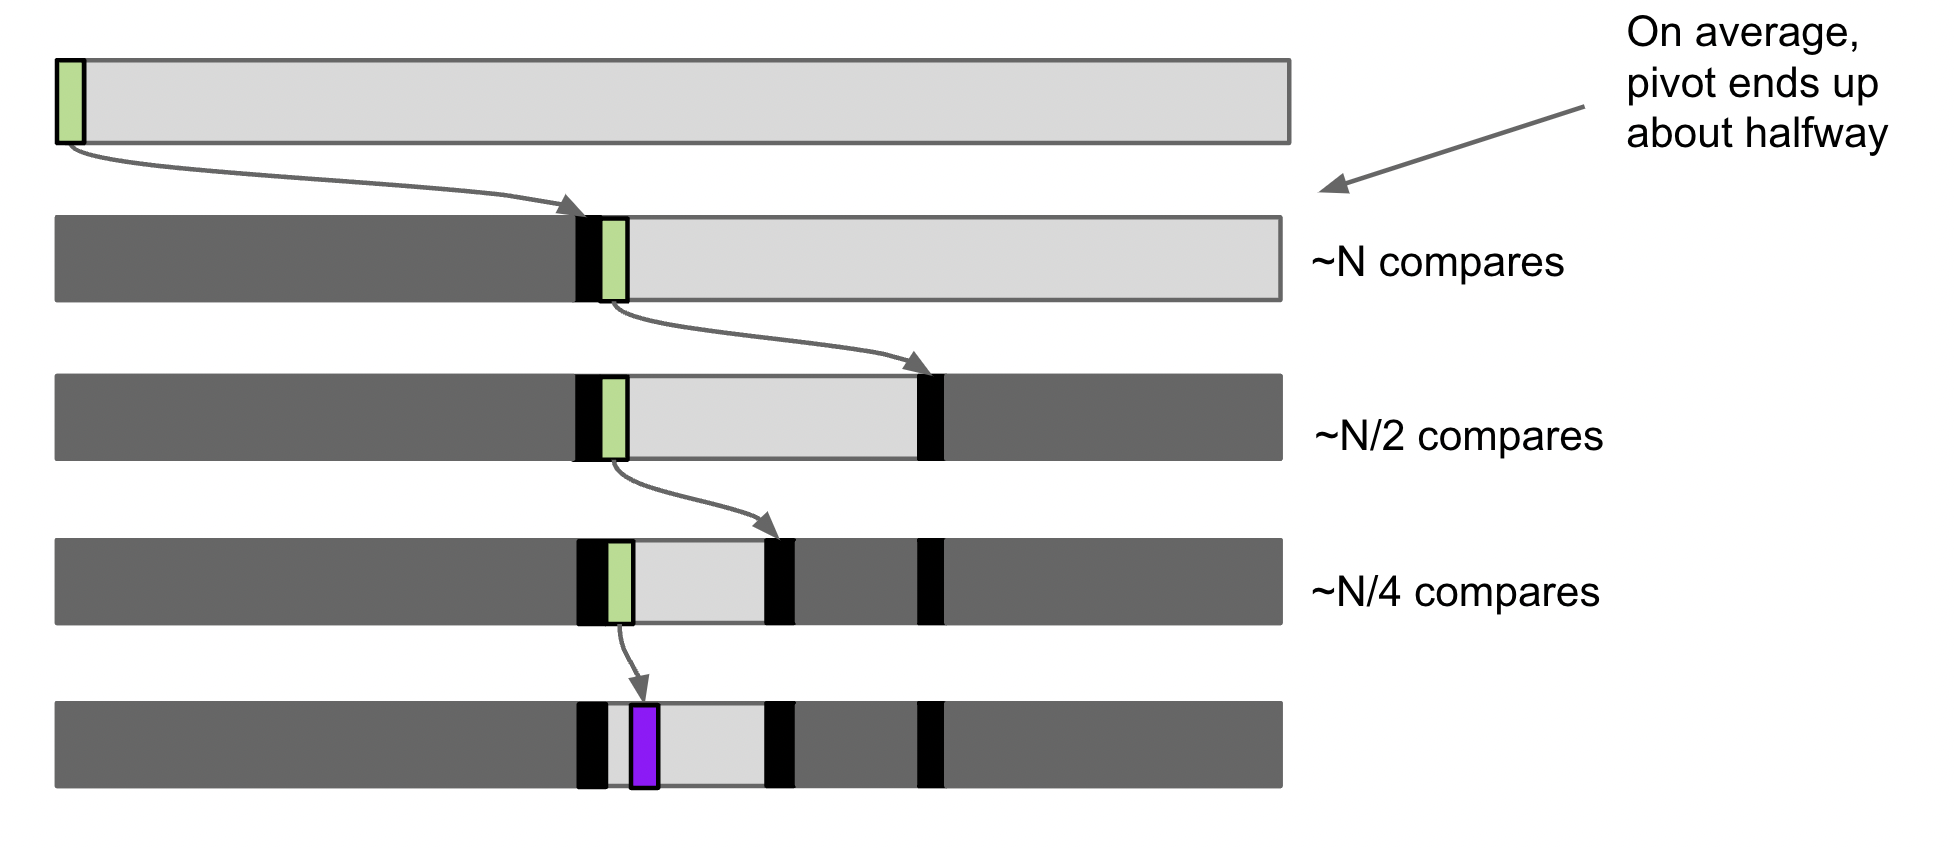 On average,
pivot ends up
about halfway
~N compares
~N/2 compares
~N/4 compares